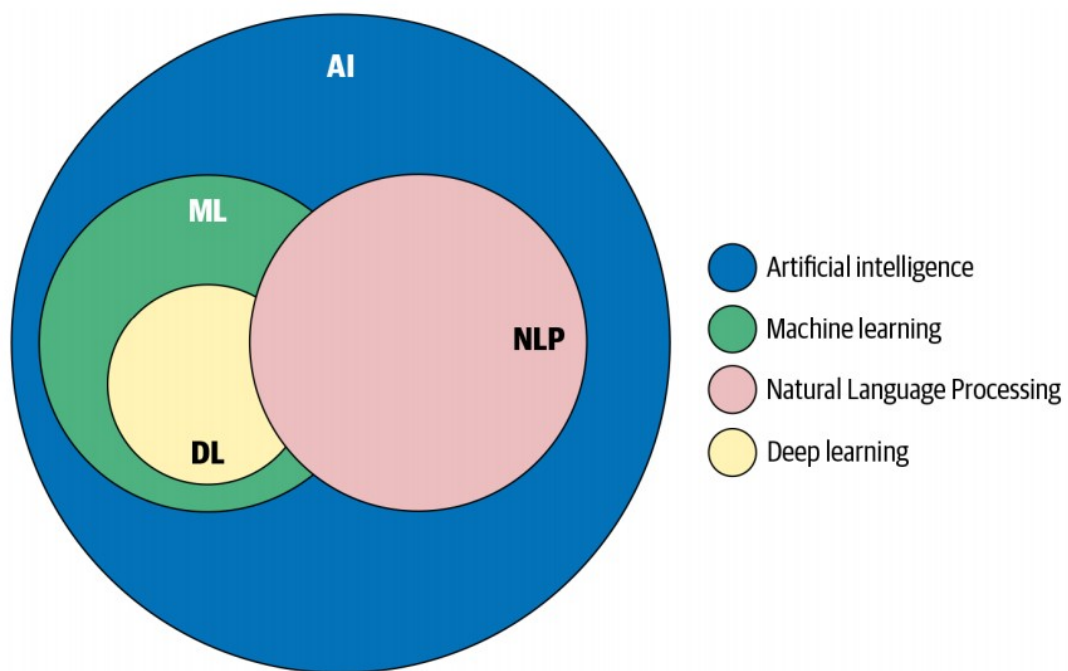 AI
ML
NLP
DL
Artificial intelligence
Machine learning
Natural Language Processing
Deep learning